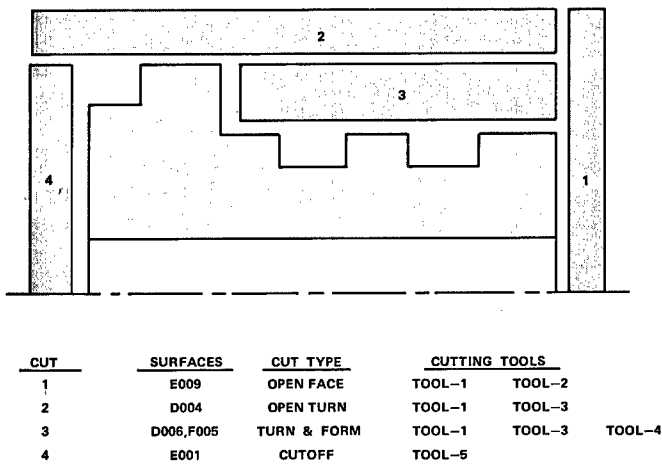 2
3
4
1
CUT SURFACES CUT TYPE CUTTING TOOLS
1 E009 OPEN FACE TOOL–1 TOOL–2
2 D004 OPEN TURN TOOL–1 TOOL–3
3 D006,F005 TURN & FORM TOOL–1 TOOL–3 TOOL–4
4 E001 CUTOFF TOOL–5